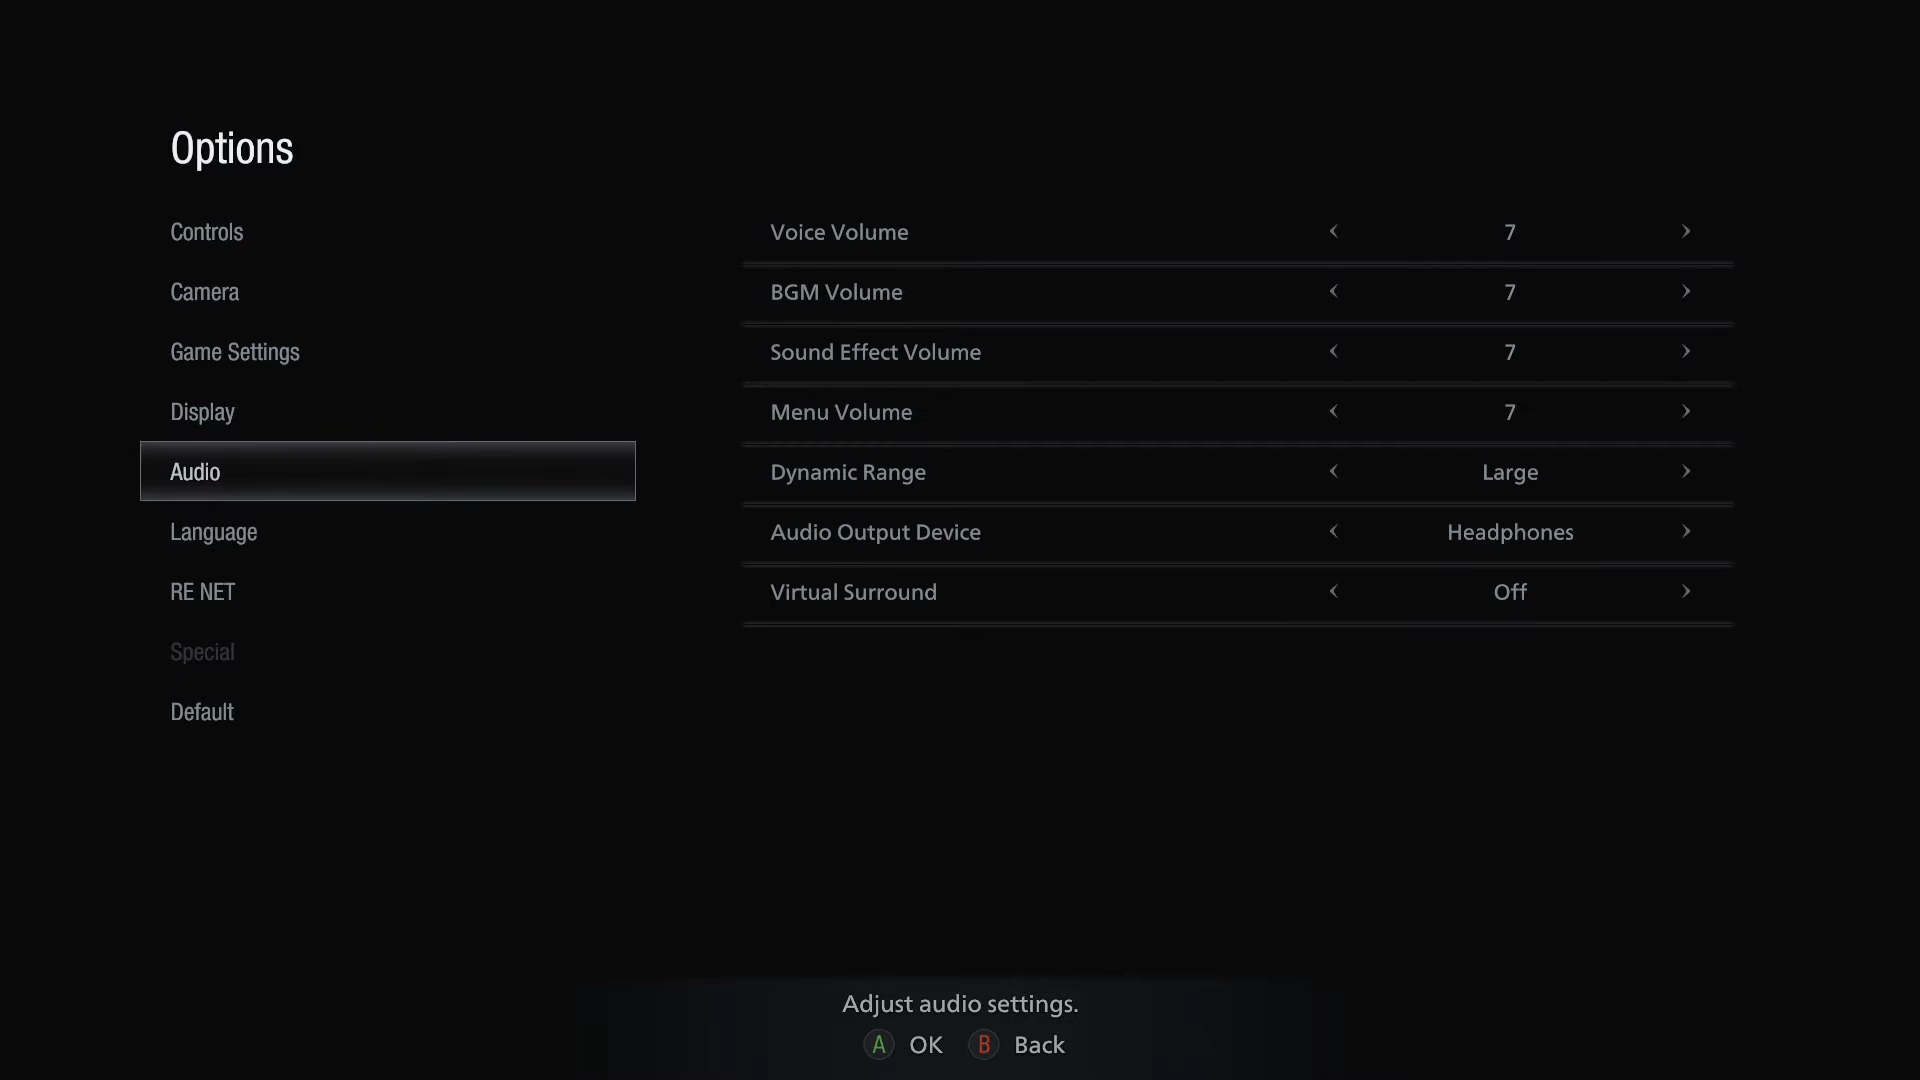 Options
Controls
Camera
Game Settings
Display
Audio
Language
RE NET
Special
Default
Voice Volume 7
BGM Volume 7
Sound Effect Volume 7
Menu Volume 7
Dynamic Range Large
Audio Output Device Headphones
Virtual Surround Off
Adjust audio settings.
A OK B Back